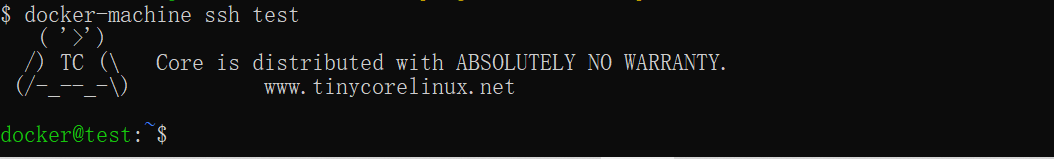 $ docker-machine ssh test
( '>')
/) TC (\ Core is distributed with ABSOLUTELY NO WARRANTY.
(/-_--_-\) www.tinycorelinux.net
docker@test:~$